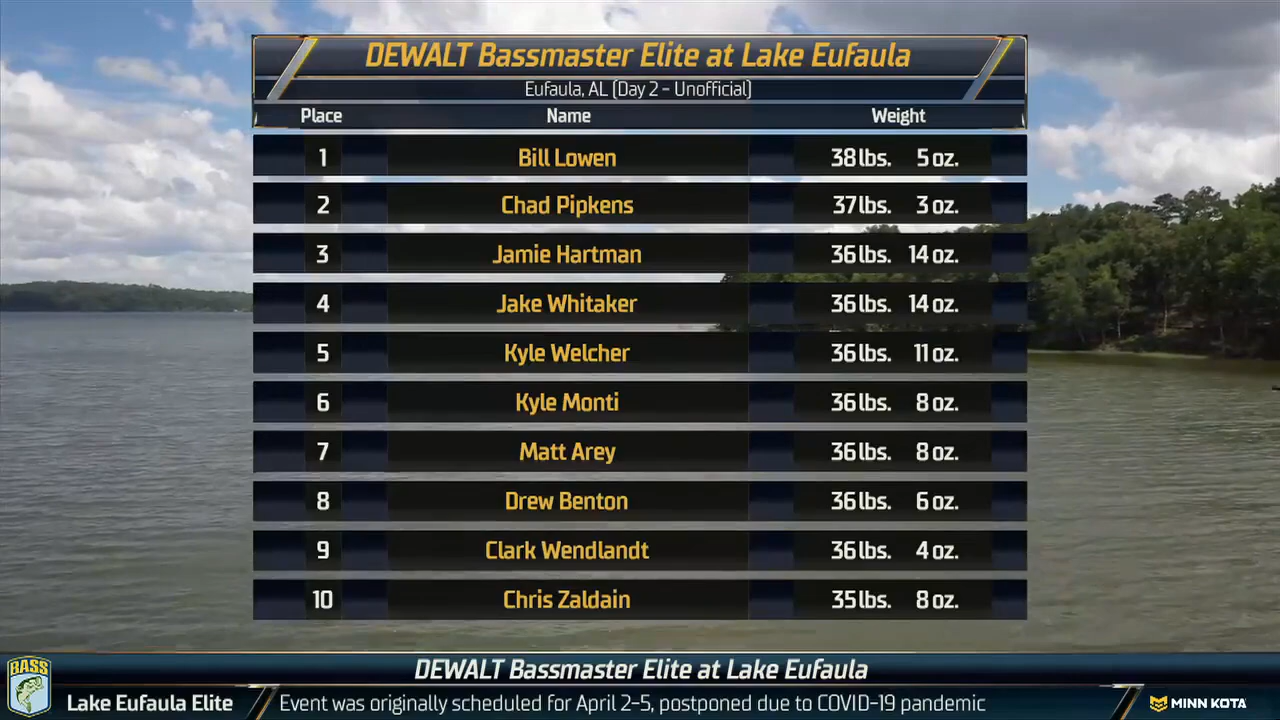 DEWALT Bassmaster Elite at Lake Eufaula
Eufaula, AL (Day 2 - Unofficial)
Place Name Weight
1 Bill Lowen 38 lbs. 5 oz.
2 Chad Pipkens 37 lbs. 3 oz.
3 Jamie Hartman 36 lbs. 14 oz.
4 Jake Whitaker 36 lbs. 14 oz.
5 Kyle Welcher 36 lbs. 11 oz.
6 Kyle Monti 36 lbs. 8 oz.
7 Matt Arey 36 lbs. 8 oz.
8 Drew Benton 36 lbs. 6 oz.
9 Clark Wendlandt 36 lbs. 4 oz.
10 Chris Zaldain 35 lbs. 8 oz.
BASS
DEWALT Bassmaster Elite at Lake Eufaula
Lake Eufaula Elite Event was originally scheduled for April 2-5, postponed due to COVID-19 pandemic MINN KOTA